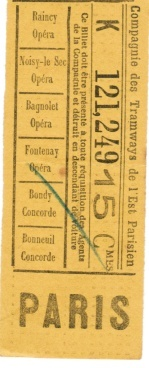 Compagnie des Tramways de l'Est Parisien
K 121,249
15 CMES
Ce Billet doit être présenté à toute réquisition des Agents
de la Compagnie et détruit en descendant de voiture
Raincy
Opéra
Noisy-le Sec
Opéra
Bagnolet
Opéra
Fontenay
Opéra
Bondy
Concorde
Bonneuil
Concorde
PARIS